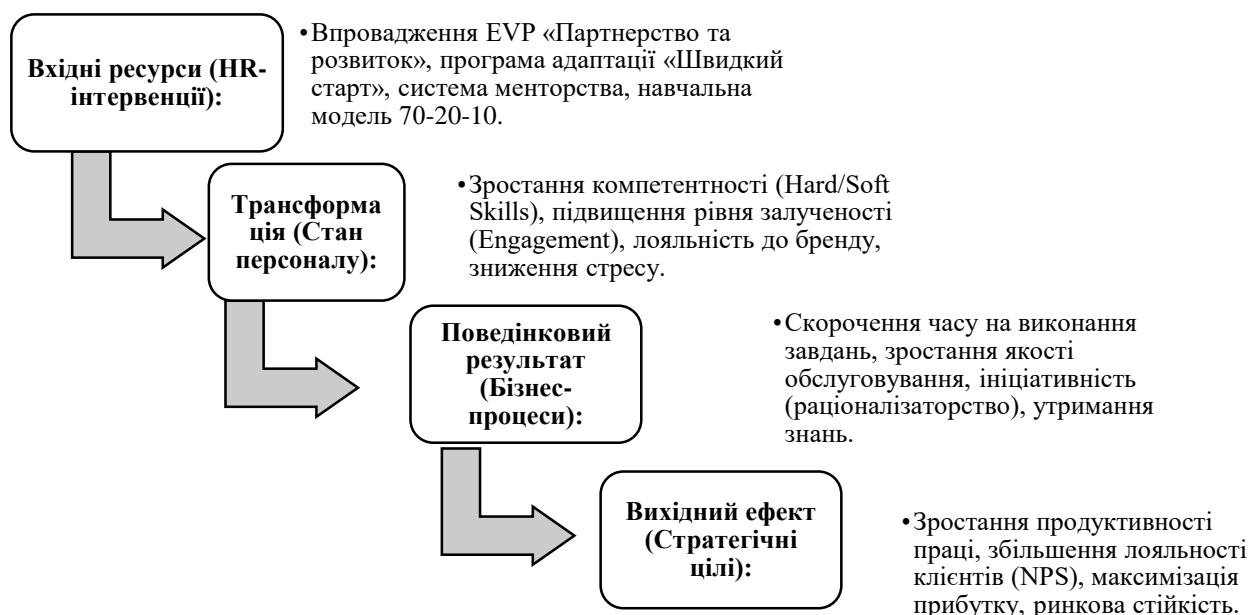 Вхідні ресурси (HR-
інтервенції):
•Впровадження EVP «Партнерство та
розвиток», програма адаптації «Швидкий
старт», система менторства, навчальна
модель 70-20-10.
Трансформа
ція (Стан
персоналу):
•Зростання компетентності (Hard/Soft
Skills), підвищення рівня залученості
(Engagement), лояльність до бренду,
зниження стресу.
Поведінковий
результат
(Бізнес-
процеси):
•Скорочення часу на виконання
завдань, зростання якості
обслуговування, ініціативність
(раціоналізаторство), утримання
знань.
Вихідний ефект
(Стратегічні
цілі):
•Зростання продуктивності
праці, збільшення лояльності
клієнтів (NPS), максимізація
прибутку, ринкова стійкість.